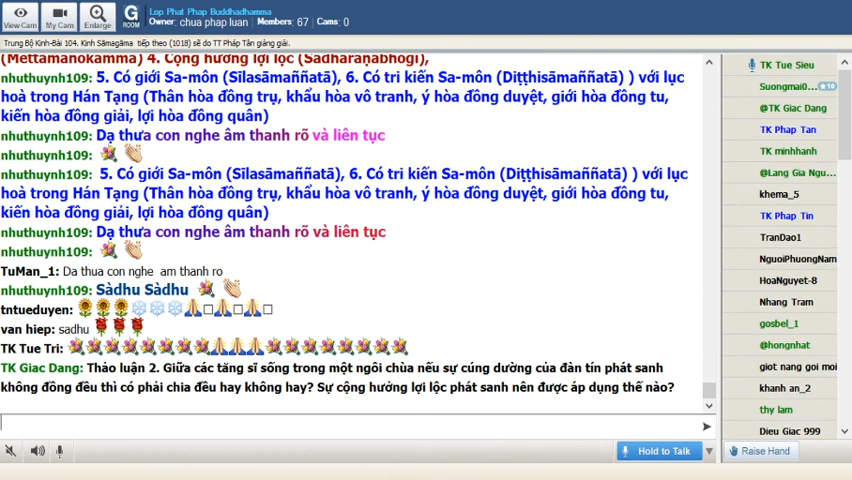 Lop Phat Phap Buddhadhamma
Owner: chua phap luan   Members: 67   Cams: 0
View Cam
My Cam
Enlarge
G
ROOM
Trung Bộ Kinh-Bài 104. Kinh Sāmagāma tiếp theo (1018) sẽ do TT Pháp Tân giảng giải.
(Mettāmanokamma) 4. Cộng hưởng lợi lộc (Sādhāraṇabhogī),
nhuthuynh109: 5. Có giới Sa-môn (Sīlasāmaññatā), 6. Có tri kiến Sa-môn (Diṭṭhisāmaññatā) ) với lục
hoà trong Hán Tạng (Thân hòa đồng trụ, khẩu hòa vô tranh, ý hòa đồng duyệt, giới hòa đồng tu,
kiến hòa đồng giải, lợi hòa đồng quân)
nhuthuynh109: Dạ thưa con nghe âm thanh rõ và liên tục
nhuthuynh109:
nhuthuynh109: 5. Có giới Sa-môn (Sīlasāmaññatā), 6. Có tri kiến Sa-môn (Diṭṭhisāmaññatā) ) với lục
hoà trong Hán Tạng (Thân hòa đồng trụ, khẩu hòa vô tranh, ý hòa đồng duyệt, giới hòa đồng tu,
kiến hòa đồng giải, lợi hòa đồng quân)
nhuthuynh109: Dạ thưa con nghe âm thanh rõ và liên tục
nhuthuynh109:
TuMan_1: Da thua con nghe am thanh ro
nhuthuynh109: Sàdhu Sàdhu
tntueduyen:
van hiep: sadhu
TK Tue Tri:
TK Giac Dang: Thảo luận 2. Giữa các tăng sĩ sống trong một ngôi chùa nếu sự cúng dường của đàn tín phát sanh
không đồng đều thì có phải chia đều hay không hay? Sự cộng hưởng lợi lộc phát sanh nên được áp dụng thế nào?
Hold to Talk
TK Tue Sieu
Suongmai0...
10
@TK Giac Dang
TK Phap Tan
TK minhhanh
@Lang Gia Ngu...
khema_5
TK Phap Tin
TranDao1
NguoiPhuongNam
HoaNguyet-8
Nhang Tram
gosbel_1
@hongnhat
giot nang goi moi
khanh an_2
thy lam
Dieu Giac 999
Raise Hand